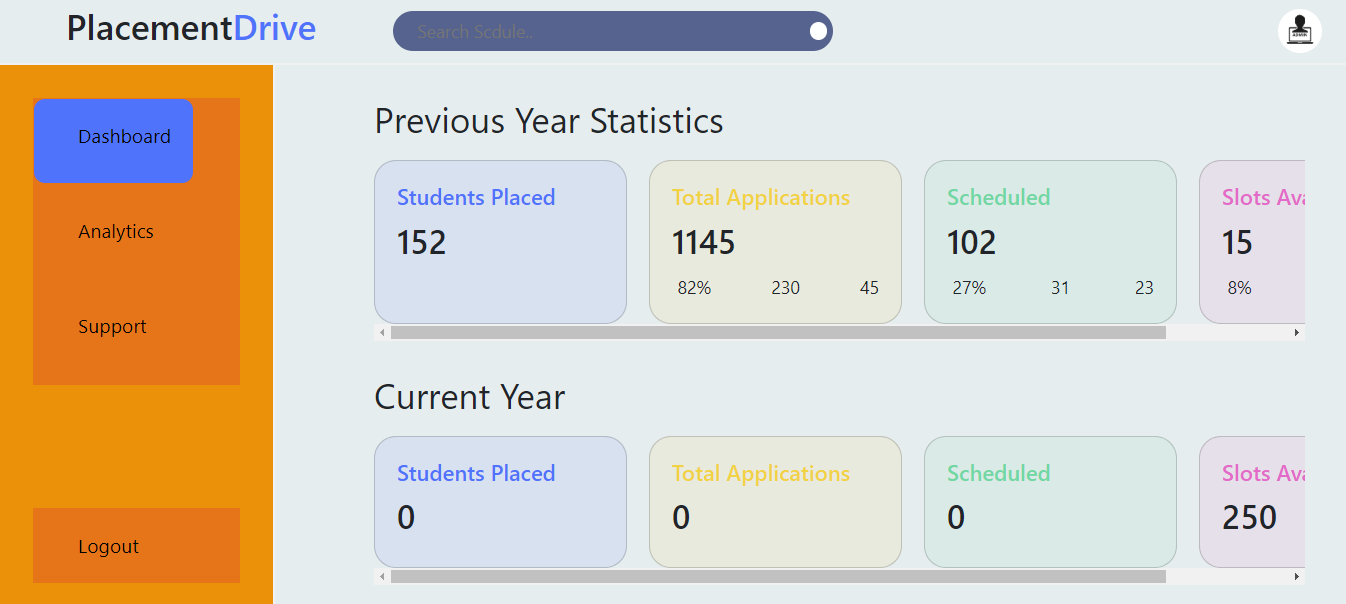 PlacementDrive
Search Scdule..
Dashboard
Analytics
Support
Logout
Previous Year Statistics
Students Placed
152
Total Applications
1145
82% 230 45
Scheduled
102
27% 31 23
Slots Ava
15
8%
Current Year
Students Placed
0
Total Applications
0
Scheduled
0
Slots Ava
250